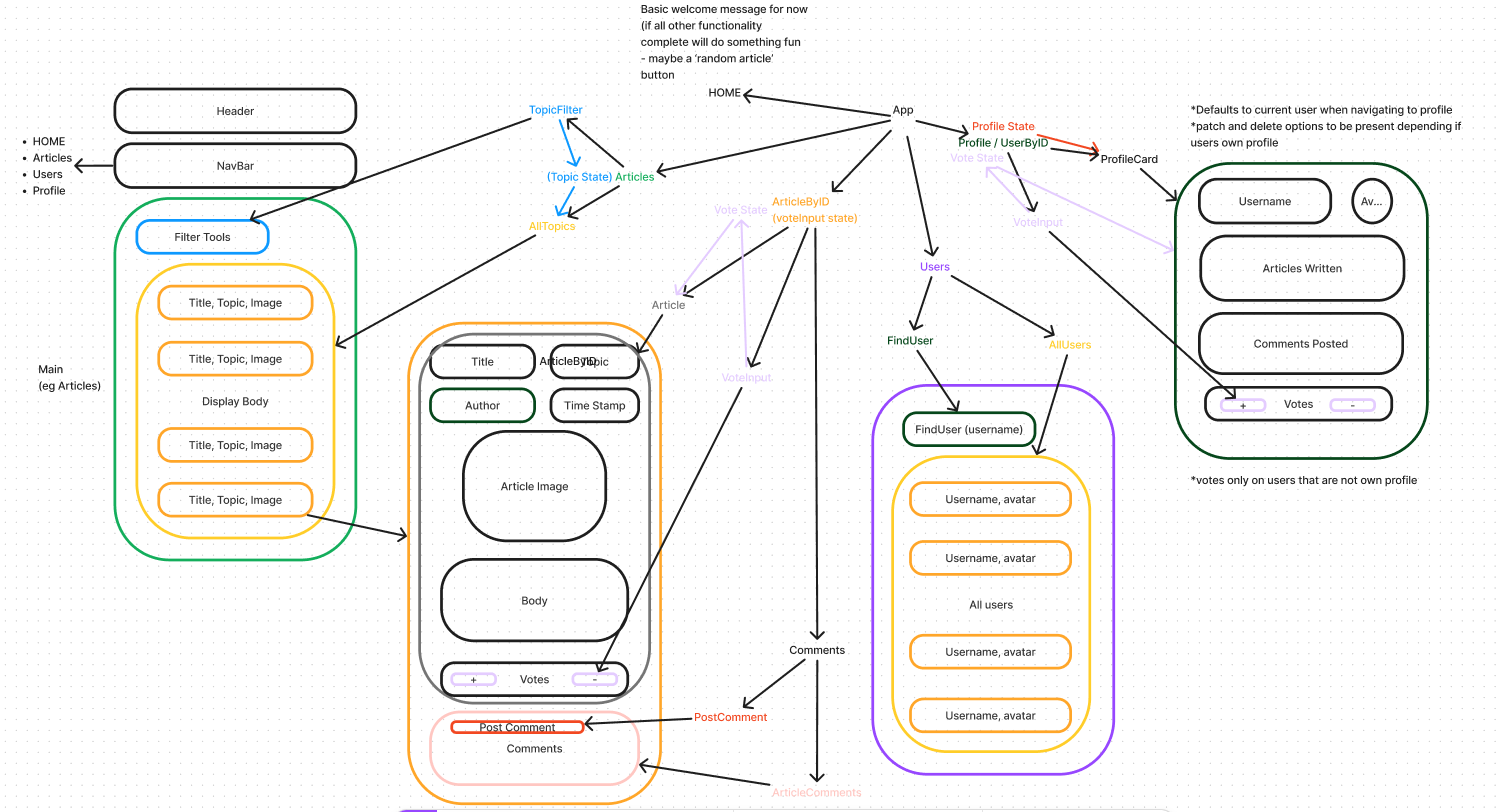 Basic welcome message for now
(if all other functionality
complete will do something fun
- maybe a 'random article'
button
HOME
App
TopicFilter
(Topic State) Articles
AllTopics
Header
NavBar
• HOME
• Articles
• Users
• Profile
Filter Tools
Title, Topic, Image
Title, Topic, Image
Display Body
Title, Topic, Image
Title, Topic, Image
Main
(eg Articles)
Vote State
ArticleByID
(voteInput state)
Article
VoteInput
Title
ArticleByID
Topic
Author
Time Stamp
Article Image
Body
+
Votes
-
Post Comment
Comments
Comments
PostComment
ArticleComments
Profile State
Profile / UserByID
Vote State
ProfileCard
VoteInput
Users
FindUser
AllUsers
FindUser (username)
Username, avatar
Username, avatar
All users
Username, avatar
Username, avatar
*Defaults to current user when navigating to profile
*patch and delete options to be present depending if
users own profile
Username
Av...
Articles Written
Comments Posted
+
Votes
-
*votes only on users that are not own profile